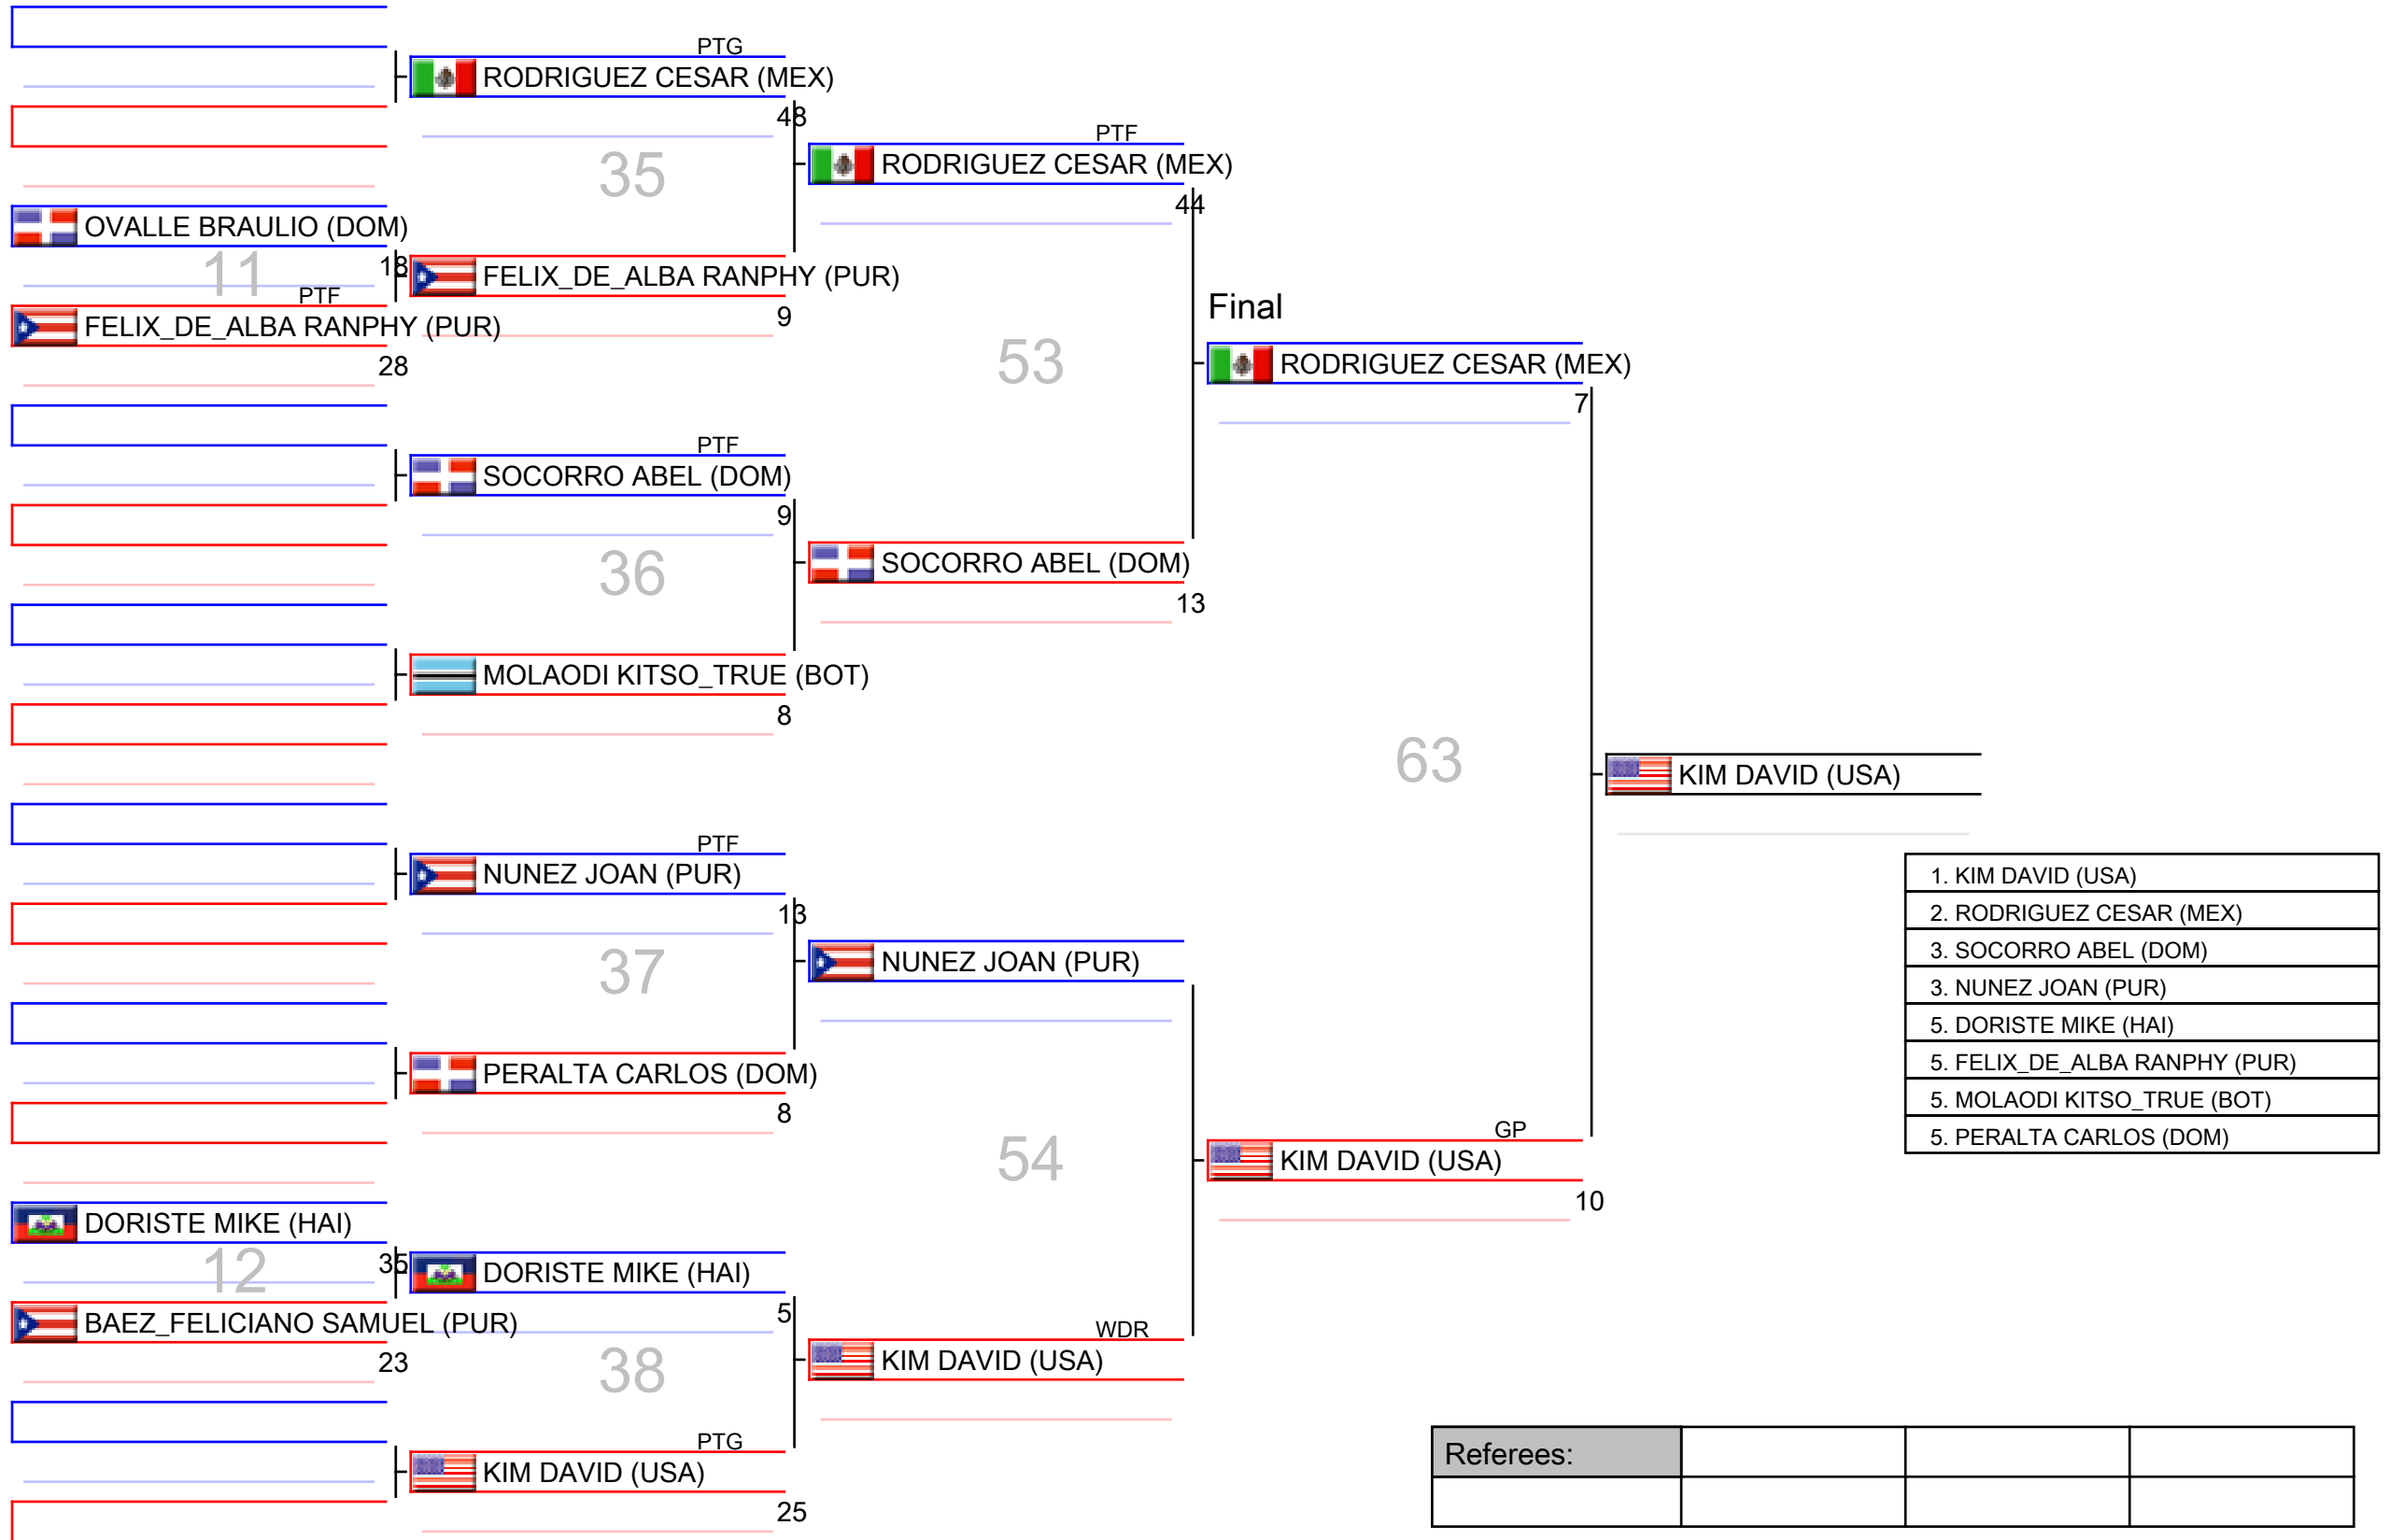 PTG
RODRIGUEZ CESAR (MEX)
48
35
PTF
RODRIGUEZ CESAR (MEX)
44
OVALLE BRAULIO (DOM)
18
11
PTF
FELIX_DE_ALBA RANPHY (PUR)
28
FELIX_DE_ALBA RANPHY (PUR)
9
53
Final
RODRIGUEZ CESAR (MEX)
7
PTF
SOCORRO ABEL (DOM)
9
36
SOCORRO ABEL (DOM)
13
MOLAODI KITSO_TRUE (BOT)
8
63
KIM DAVID (USA)
PTF
NUNEZ JOAN (PUR)
13
37
NUNEZ JOAN (PUR)
PERALTA CARLOS (DOM)
8
54
GP
KIM DAVID (USA)
10
1. KIM DAVID (USA)
2. RODRIGUEZ CESAR (MEX)
3. SOCORRO ABEL (DOM)
3. NUNEZ JOAN (PUR)
5. DORISTE MIKE (HAI)
5. FELIX_DE_ALBA RANPHY (PUR)
5. MOLAODI KITSO_TRUE (BOT)
5. PERALTA CARLOS (DOM)
DORISTE MIKE (HAI)
12
BAEZ_FELICIANO SAMUEL (PUR)
23
DORISTE MIKE (HAI)
5
38
WDR
KIM DAVID (USA)
PTG
KIM DAVID (USA)
25
Referees: